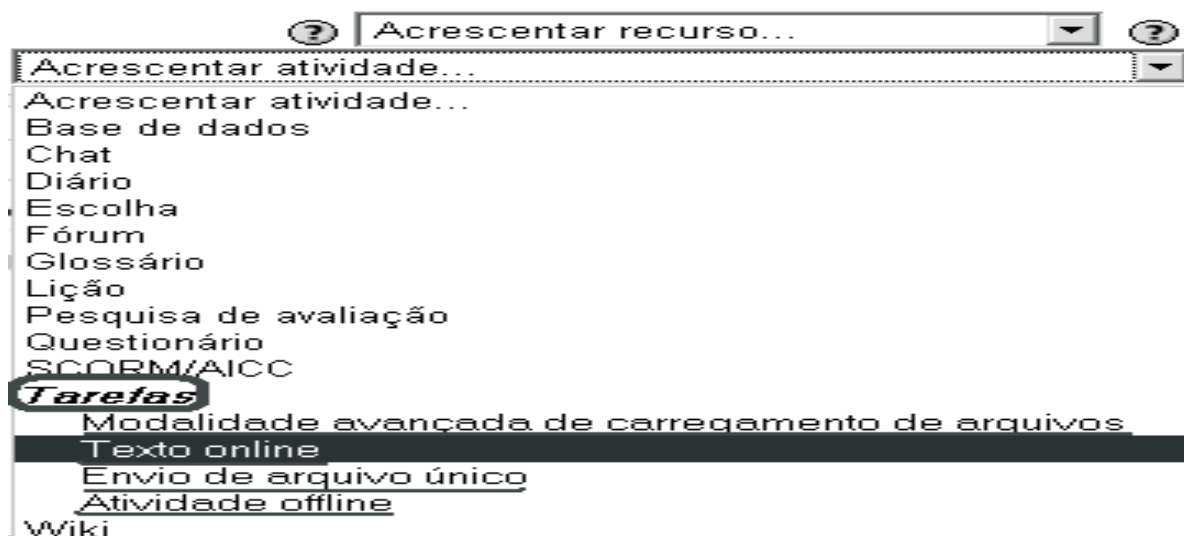 ? Acrescentar recurso... ?
Acrescentar atividade...
Acrescentar atividade...
Base de dados
Chat
Diário
Escolha
Fórum
Glossário
Lição
Pesquisa de avaliação
Questionário
SCORM/AICC
Tarefas
Modalidade avançada de carregamento de arquivos
Texto online
Envio de arquivo único
Atividade offline
Wiki